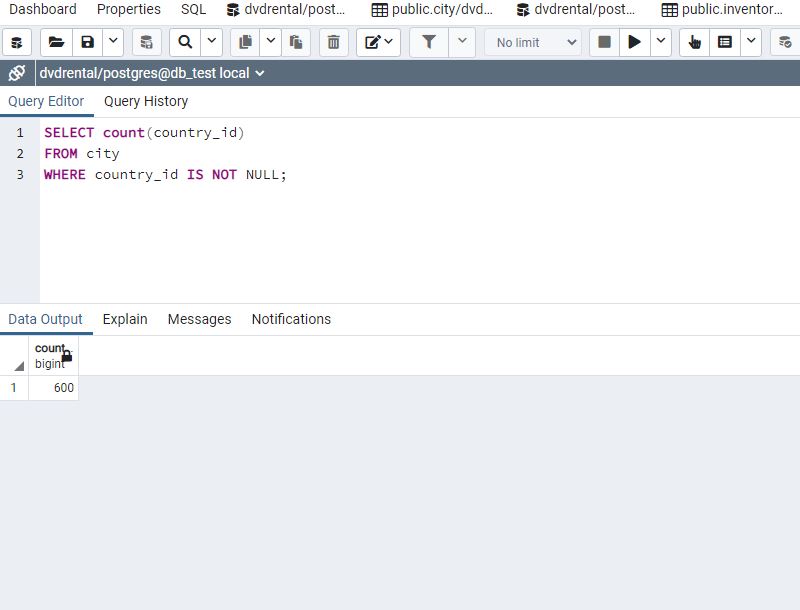 Dashboard Properties SQL dvdrental/post... public.city/dvd... dvdrental/post... public.inventor...
No limit
dvdrental/postgres@db_test local
Query Editor Query History
1 SELECT count(country_id)
2 FROM city
3 WHERE country_id IS NOT NULL;
Data Output Explain Messages Notifications
count
bigint
1 600